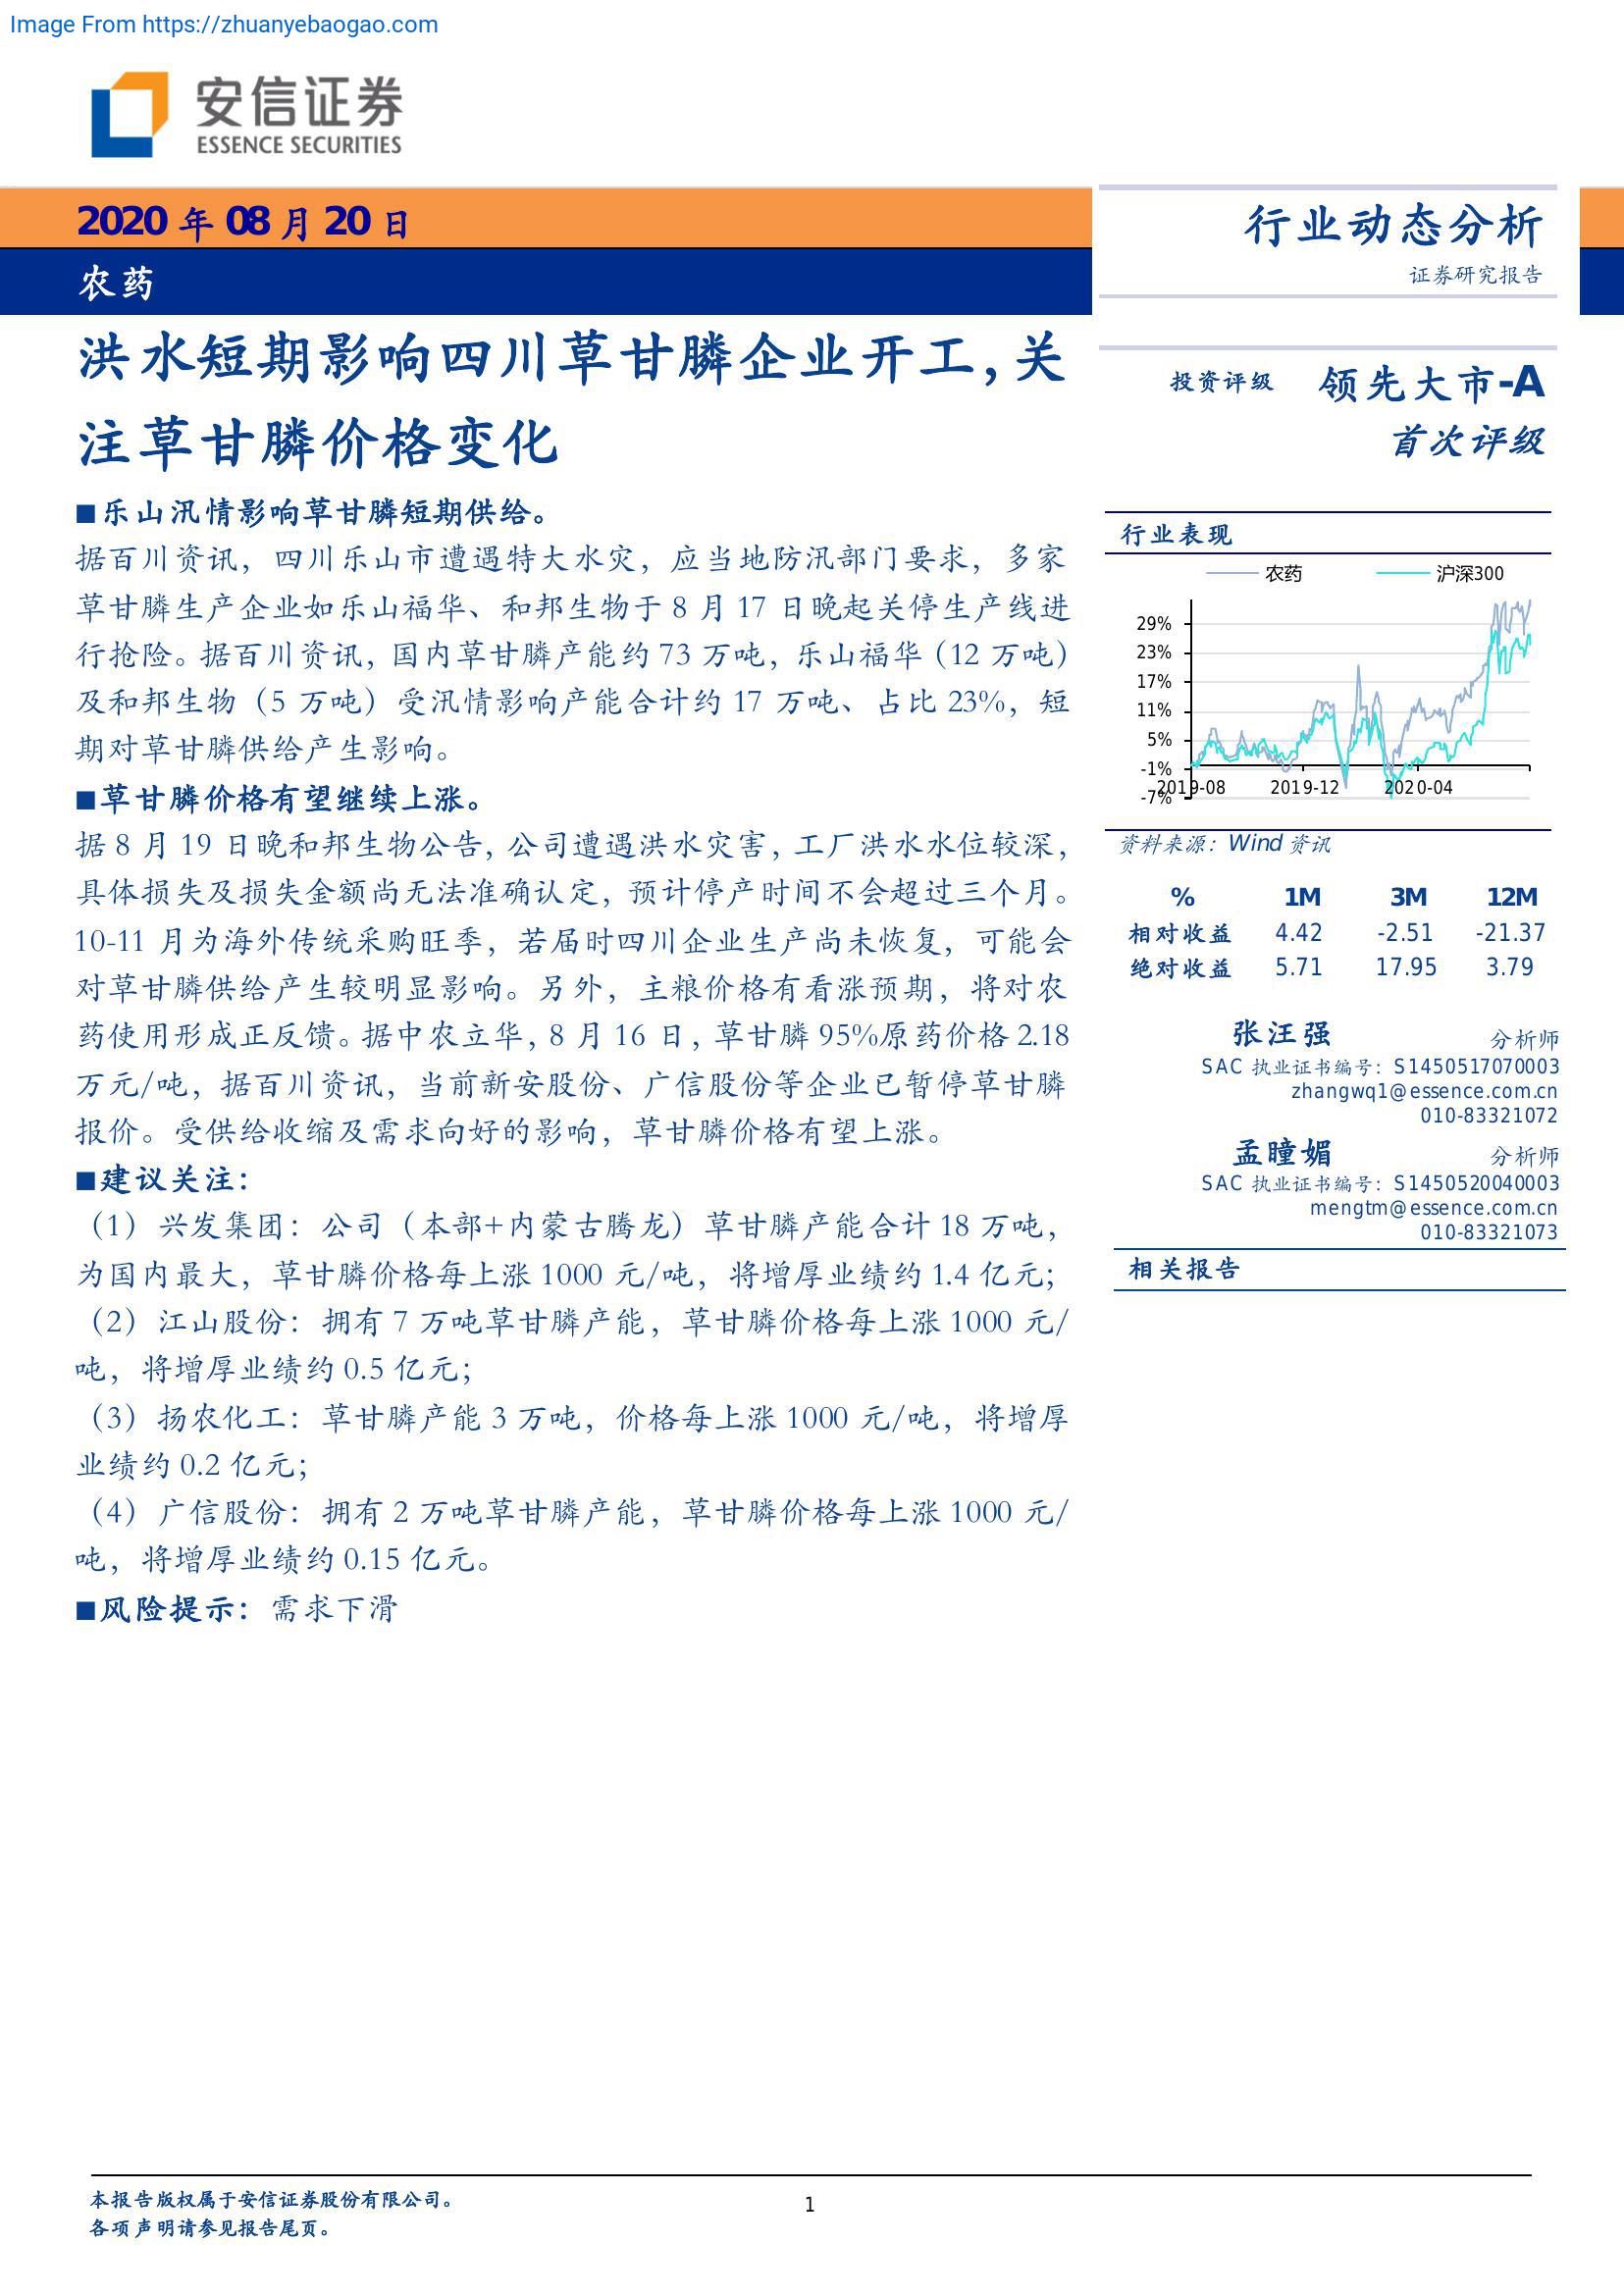 Image From https://zhuanyebaogao.com
安信证券
ESSENCE SECURITIES
2020 年 08 月 20 日
农药
行业动态分析
证券研究报告
洪水短期影响四川草甘膦企业开工，关
注草甘膦价格变化
■乐山汛情影响草甘膦短期供给。
据百川资讯，四川乐山市遭遇特大水灾，应当地防汛部门要求，多家
草甘膦生产企业如乐山福华、和邦生物于 8 月 17 日晚起关停生产线进
行抢险。据百川资讯，国内草甘膦产能约 73 万吨，乐山福华（12 万吨）
及和邦生物（5 万吨）受汛情影响产能合计约 17 万吨、占比 23%，短
期对草甘膦供给产生影响。
■草甘膦价格有望继续上涨。
据 8 月 19 日晚和邦生物公告，公司遭遇洪水灾害，工厂洪水水位较深，
具体损失及损失金额尚无法准确认定，预计停产时间不会超过三个月。
10-11 月为海外传统采购旺季，若届时四川企业生产尚未恢复，可能会
对草甘膦供给产生较明显影响。另外，主粮价格有看涨预期，将对农
药使用形成正反馈。据中农立华，8 月 16 日，草甘膦 95%原药价格 2.18
万元/吨，据百川资讯，当前新安股份、广信股份等企业已暂停草甘膦
报价。受供给收缩及需求向好的影响，草甘膦价格有望上涨。
■建议关注：
（1）兴发集团：公司（本部+内蒙古腾龙）草甘膦产能合计 18 万吨，
为国内最大，草甘膦价格每上涨 1000 元/吨，将增厚业绩约 1.4 亿元；
（2）江山股份：拥有 7 万吨草甘膦产能，草甘膦价格每上涨 1000 元/
吨，将增厚业绩约 0.5 亿元；
（3）扬农化工：草甘膦产能 3 万吨，价格每上涨 1000 元/吨，将增厚
业绩约 0.2 亿元；
（4）广信股份：拥有 2 万吨草甘膦产能，草甘膦价格每上涨 1000 元/
吨，将增厚业绩约 0.15 亿元。
■风险提示：需求下滑
投资评级 领先大市-A
首次评级
行业表现
农药 沪深300
29%
23%
17%
11%
5%
-1%
-7%
2019-08 2019-12 2020-04
资料来源：Wind 资讯
% 1M 3M 12M
相对收益 4.42 -2.51 -21.37
绝对收益 5.71 17.95 3.79
张汪强 分析师
SAC 执业证书编号：S1450517070003
zhangwq1@essence.com.cn
010-83321072
孟瞳媚 分析师
SAC 执业证书编号：S1450520040003
mengtm@essence.com.cn
010-83321073
相关报告
本报告版权属于安信证券股份有限公司。
各项声明请参见报告尾页。
1